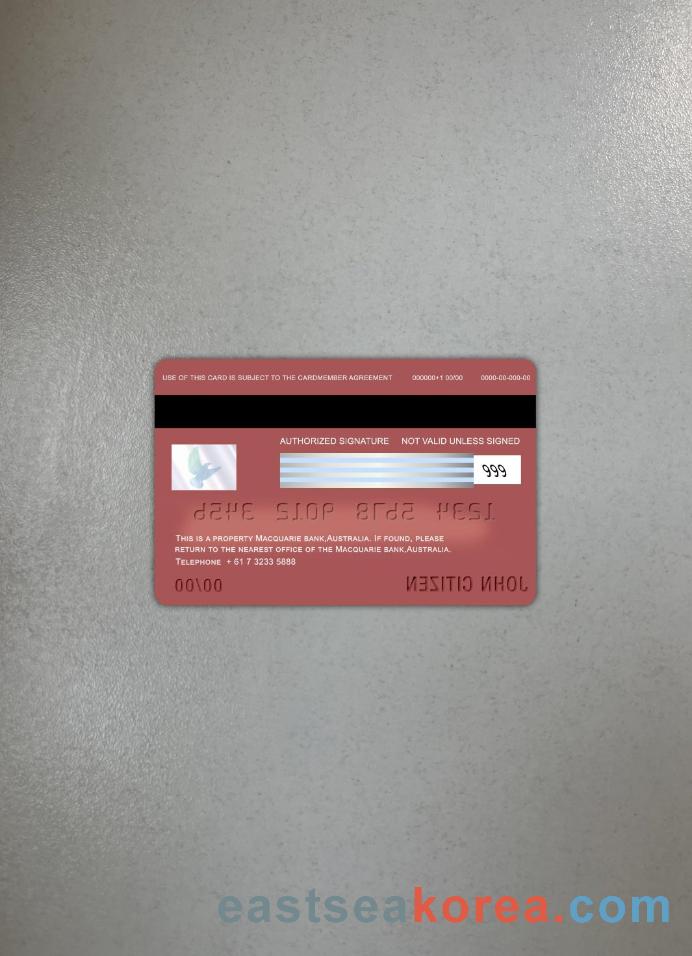 USE OF THIS CARD IS SUBJECT TO THE CARDMEMBER AGREEMENT 000000+1 00/00 0000-00-000-00
AUTHORIZED SIGNATURE NOT VALID UNLESS SIGNED
999
1234 5678 9012 3456
THIS IS A PROPERTY MACQUARIE BANK,AUSTRALIA. IF FOUND, PLEASE
RETURN TO THE NEAREST OFFICE OF THE MACQUARIE BANK,AUSTRALIA.
TELEPHONE + 61 7 3233 5888
00/00 JOHN CITIZEN
eastseakorea.com